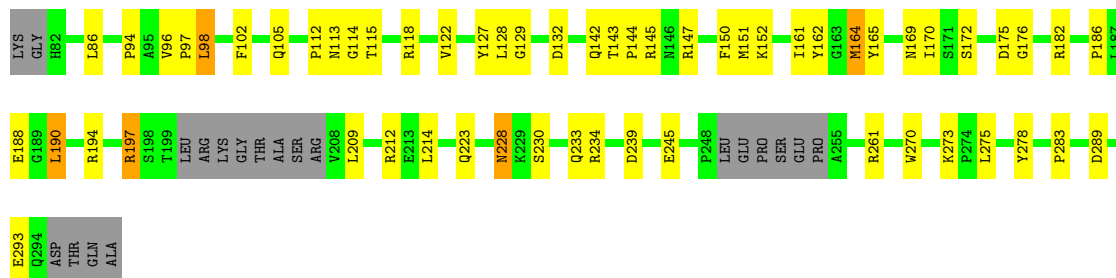 LYS GLY H82 L86 P94 A95 V96 P97 L98 F102 Q105 P112 N113 G114 T115 R118 V122 Y127 L128 G129 D132 Q142 T143 P144 R145 N146 R147 F150 M151 K152 I161 Y162 G163 M164 Y165 N169 I170 S171 S172 D175 G176 R182 P186 L187
E188 G189 L190 R194 R197 S198 T199 LEU ARG LYS GLY THR ALA SER ARG V208 L209 R212 E213 L214 Q223 N228 K229 S230 Q233 R234 D239 E245 P248 LEU GLU PRO SER GLU PRO A255 R261 W270 K273 P274 L275 Y278 P283 D289
E293 Q294 ASP THR GLN ALA